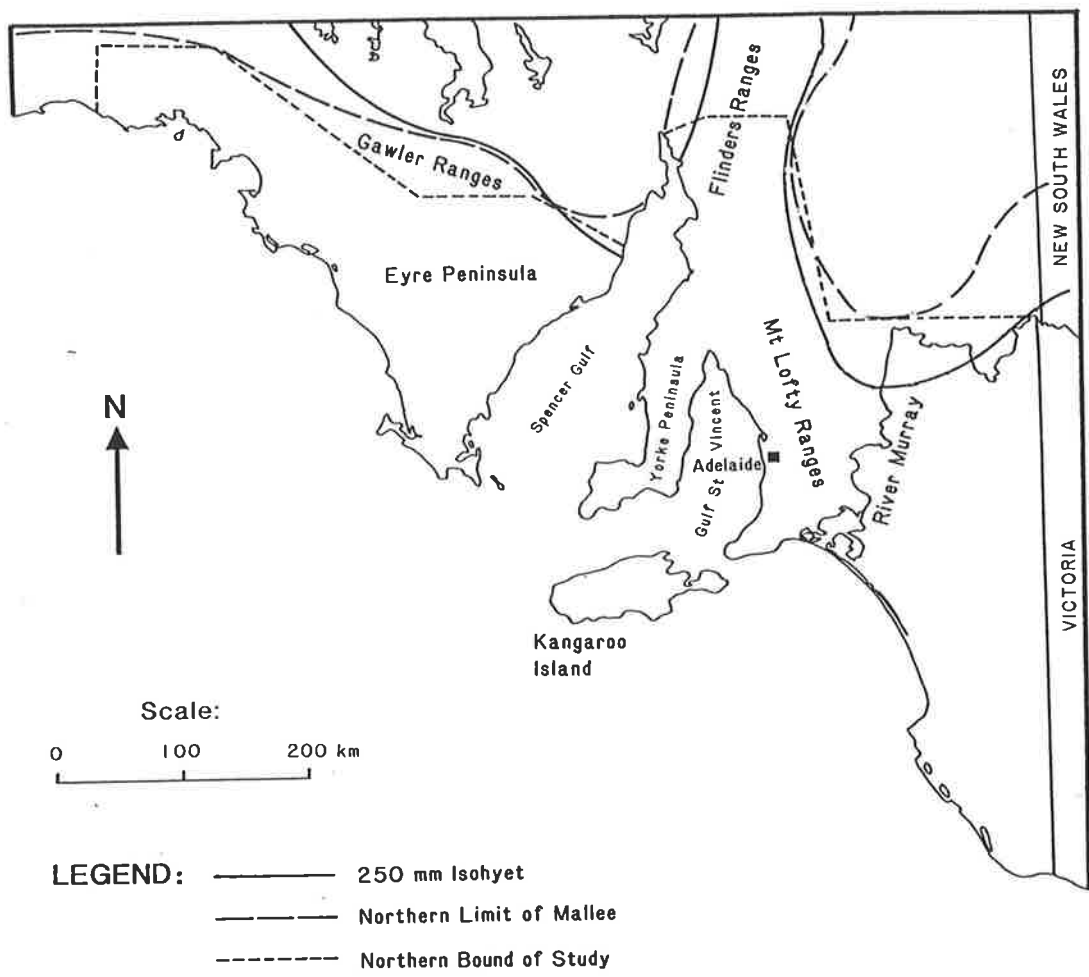 NEW SOUTH WALES
Flinders Ranges
Gawler Ranges
Eyre Peninsula
Spencer Gulf
Mt Lofty Ranges
Yorke Peninsula
Gulf St Vincent
Adelaide
River Murray
N
VICTORIA
Kangaroo
Island
Scale:
0 100 200 km
LEGEND:
250 mm Isohyet
Northern Limit of Mallee
Northern Bound of Study